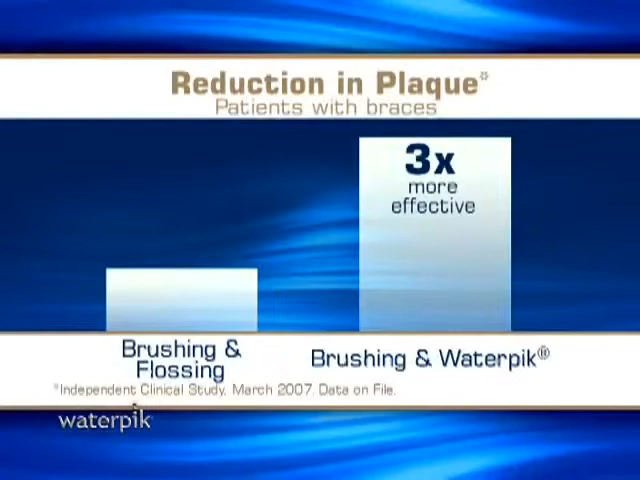 Reduction in Plaque*
Patients with braces
3x
more
effective
Brushing &
Flossing
Brushing & Waterpik®
*Independent Clinical Study, March 2007. Data on File.
waterpik